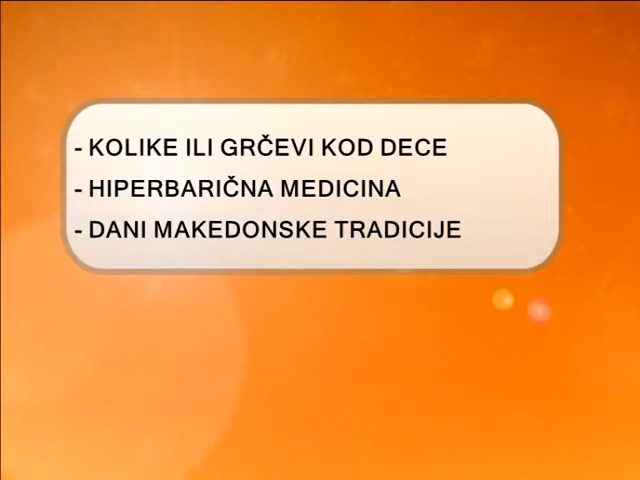 - KOLIKE ILI GRČEVI KOD DECE
- HIPERBARIČNA MEDICINA
- DANI MAKEDONSKE TRADICIJE